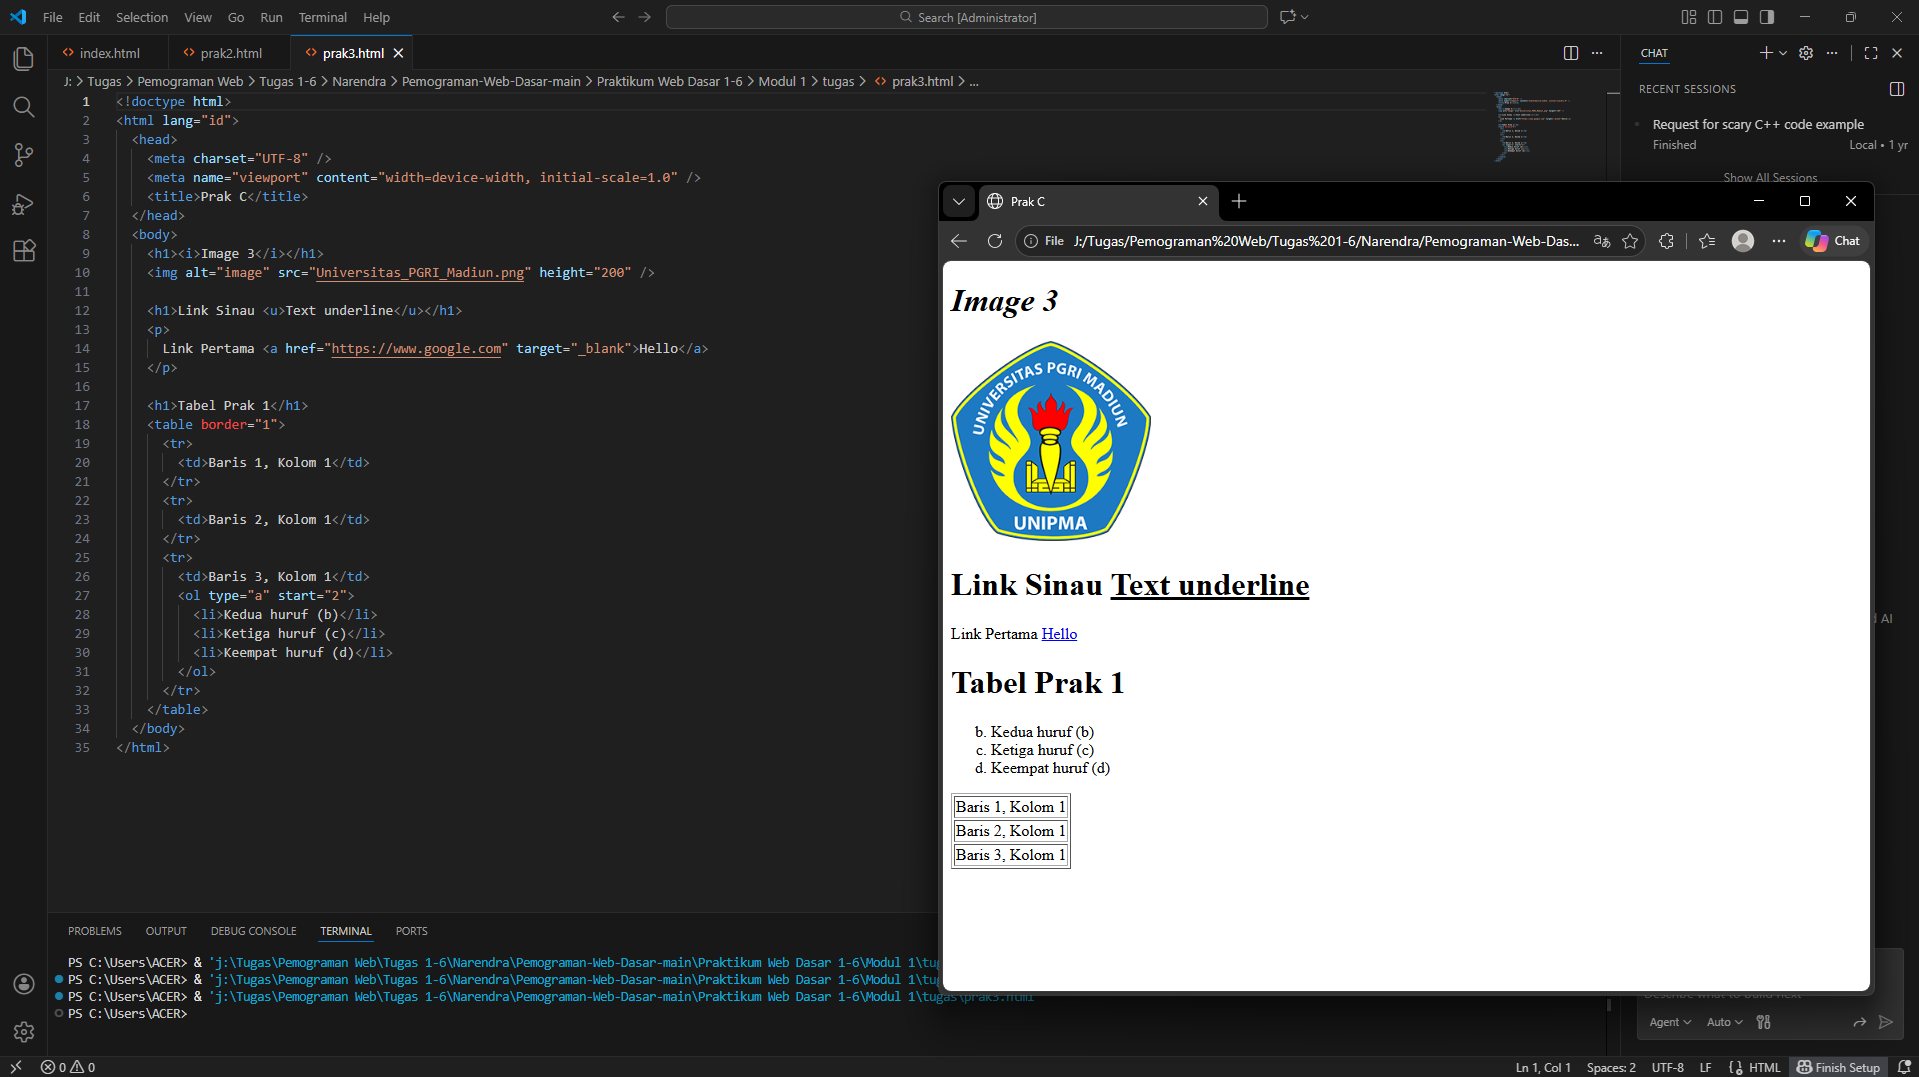 File Edit Selection View Go Run Terminal Help
Search [Administrator]
index.html prak2.html prak3.html
J: > Tugas > Pemograman Web > Tugas 1-6 > Narendra > Pemograman-Web-Dasar-main > Praktikum Web Dasar 1-6 > Modul 1 > tugas > prak3.html > ...
1 <!doctype html>
2 <html lang="id">
3 <head>
4 <meta charset="UTF-8" />
5 <meta name="viewport" content="width=device-width, initial-scale=1.0" />
6 <title>Prak C</title>
7 </head>
8 <body>
9 <h1><i>Image 3</i></h1>
10 <img alt="image" src="Universitas_PGRI_Madiun.png" height="200" />
11
12 <h1>Link Sinau <u>Text underline</u></h1>
13 <p>
14 Link Pertama <a href="https://www.google.com" target="_blank">Hello</a>
15 </p>
16
17 <h1>Tabel Prak 1</h1>
18 <table border="1">
19 <tr>
20 <td>Baris 1, Kolom 1</td>
21 </tr>
22 <tr>
23 <td>Baris 2, Kolom 1</td>
24 </tr>
25 <tr>
26 <td>Baris 3, Kolom 1</td>
27 <ol type="a" start="2">
28 <li>Kedua huruf (b)</li>
29 <li>Ketiga huruf (c)</li>
30 <li>Keempat huruf (d)</li>
31 </ol>
32 </tr>
33 </table>
34 </body>
35 </html>
PROBLEMS OUTPUT DEBUG CONSOLE TERMINAL PORTS
PS C:\Users\ACER> & 'j:\Tugas\Pemograman Web\Tugas 1-6\Narendra\Pemograman-Web-Dasar-main\Praktikum Web Dasar 1-6\Modul 1\tu
PS C:\Users\ACER> & 'j:\Tugas\Pemograman Web\Tugas 1-6\Narendra\Pemograman-Web-Dasar-main\Praktikum Web Dasar 1-6\Modul 1\tu
PS C:\Users\ACER> & 'j:\Tugas\Pemograman Web\Tugas 1-6\Narendra\Pemograman-Web-Dasar-main\Praktikum Web Dasar 1-6\Modul 1\tugas\prak3.html
PS C:\Users\ACER>
CHAT
RECENT SESSIONS
Request for scary C++ code example
Finished Local • 1 yr
Show All Sessions
Prak C
File J:/Tugas/Pemograman%20Web/Tugas%201-6/Narendra/Pemograman-Web-Das... Chat
Image 3
UNIVERSITAS PGRI MADIUN
UNIPMA
Link Sinau Text underline
Link Pertama Hello
Tabel Prak 1
b. Kedua huruf (b)
c. Ketiga huruf (c)
d. Keempat huruf (d)
Baris 1, Kolom 1
Baris 2, Kolom 1
Baris 3, Kolom 1
AI
Describe what to build next
Agent Auto
0 0 Ln 1, Col 1 Spaces: 2 UTF-8 LF {} HTML Finish Setup